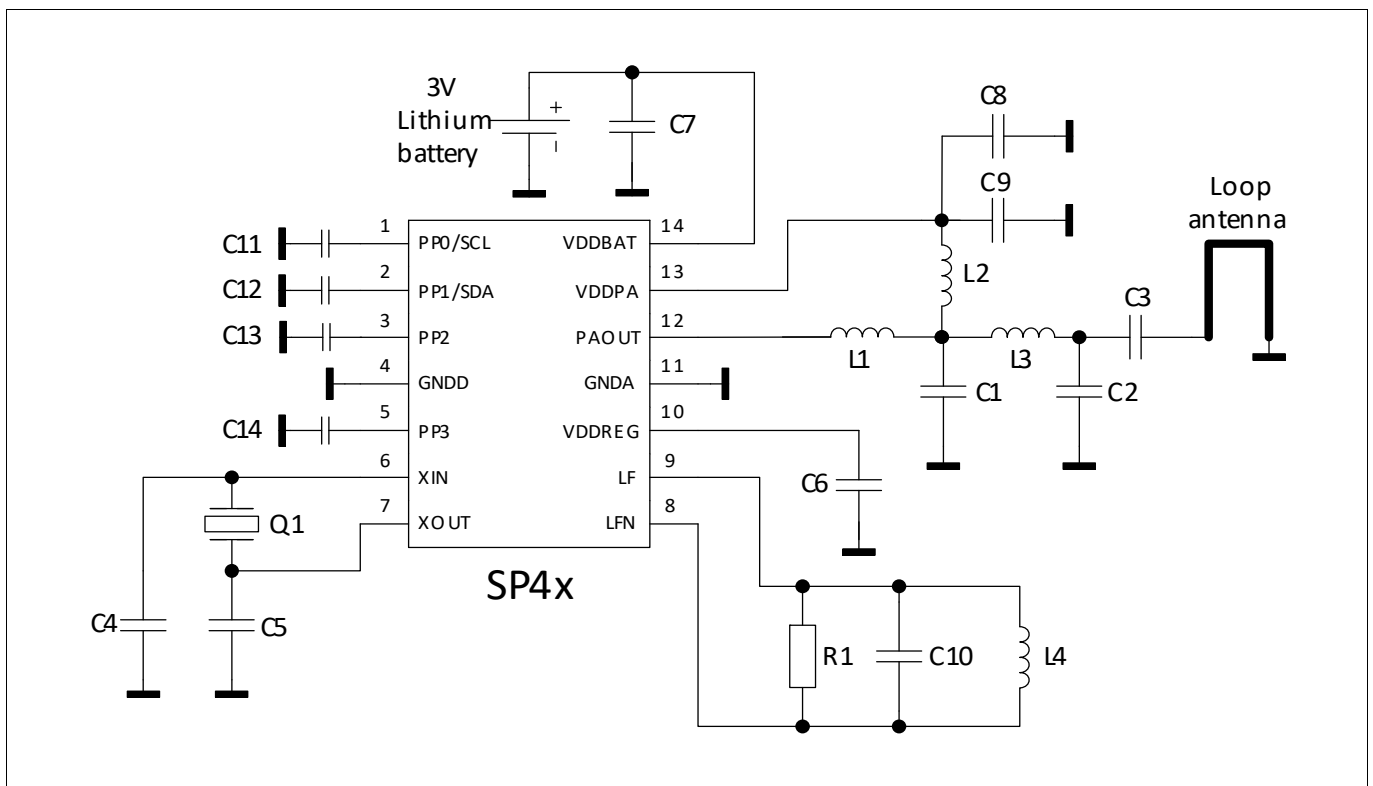 3V
Lithium
battery
+
−
C7
C8
C9
Loop
antenna
L2
C3
L1
L3
C1
C2
C11
C12
C13
C14
1
2
3
4
5
6
7
PP0/SCL
PP1/SDA
PP2
GNDD
PP3
XIN
XOUT
VDDBAT
VDDPA
PAOUT
GNDA
VDDREG
LF
LFN
14
13
12
11
10
9
8
C6
Q1
SP4x
C4
C5
R1
C10
L4